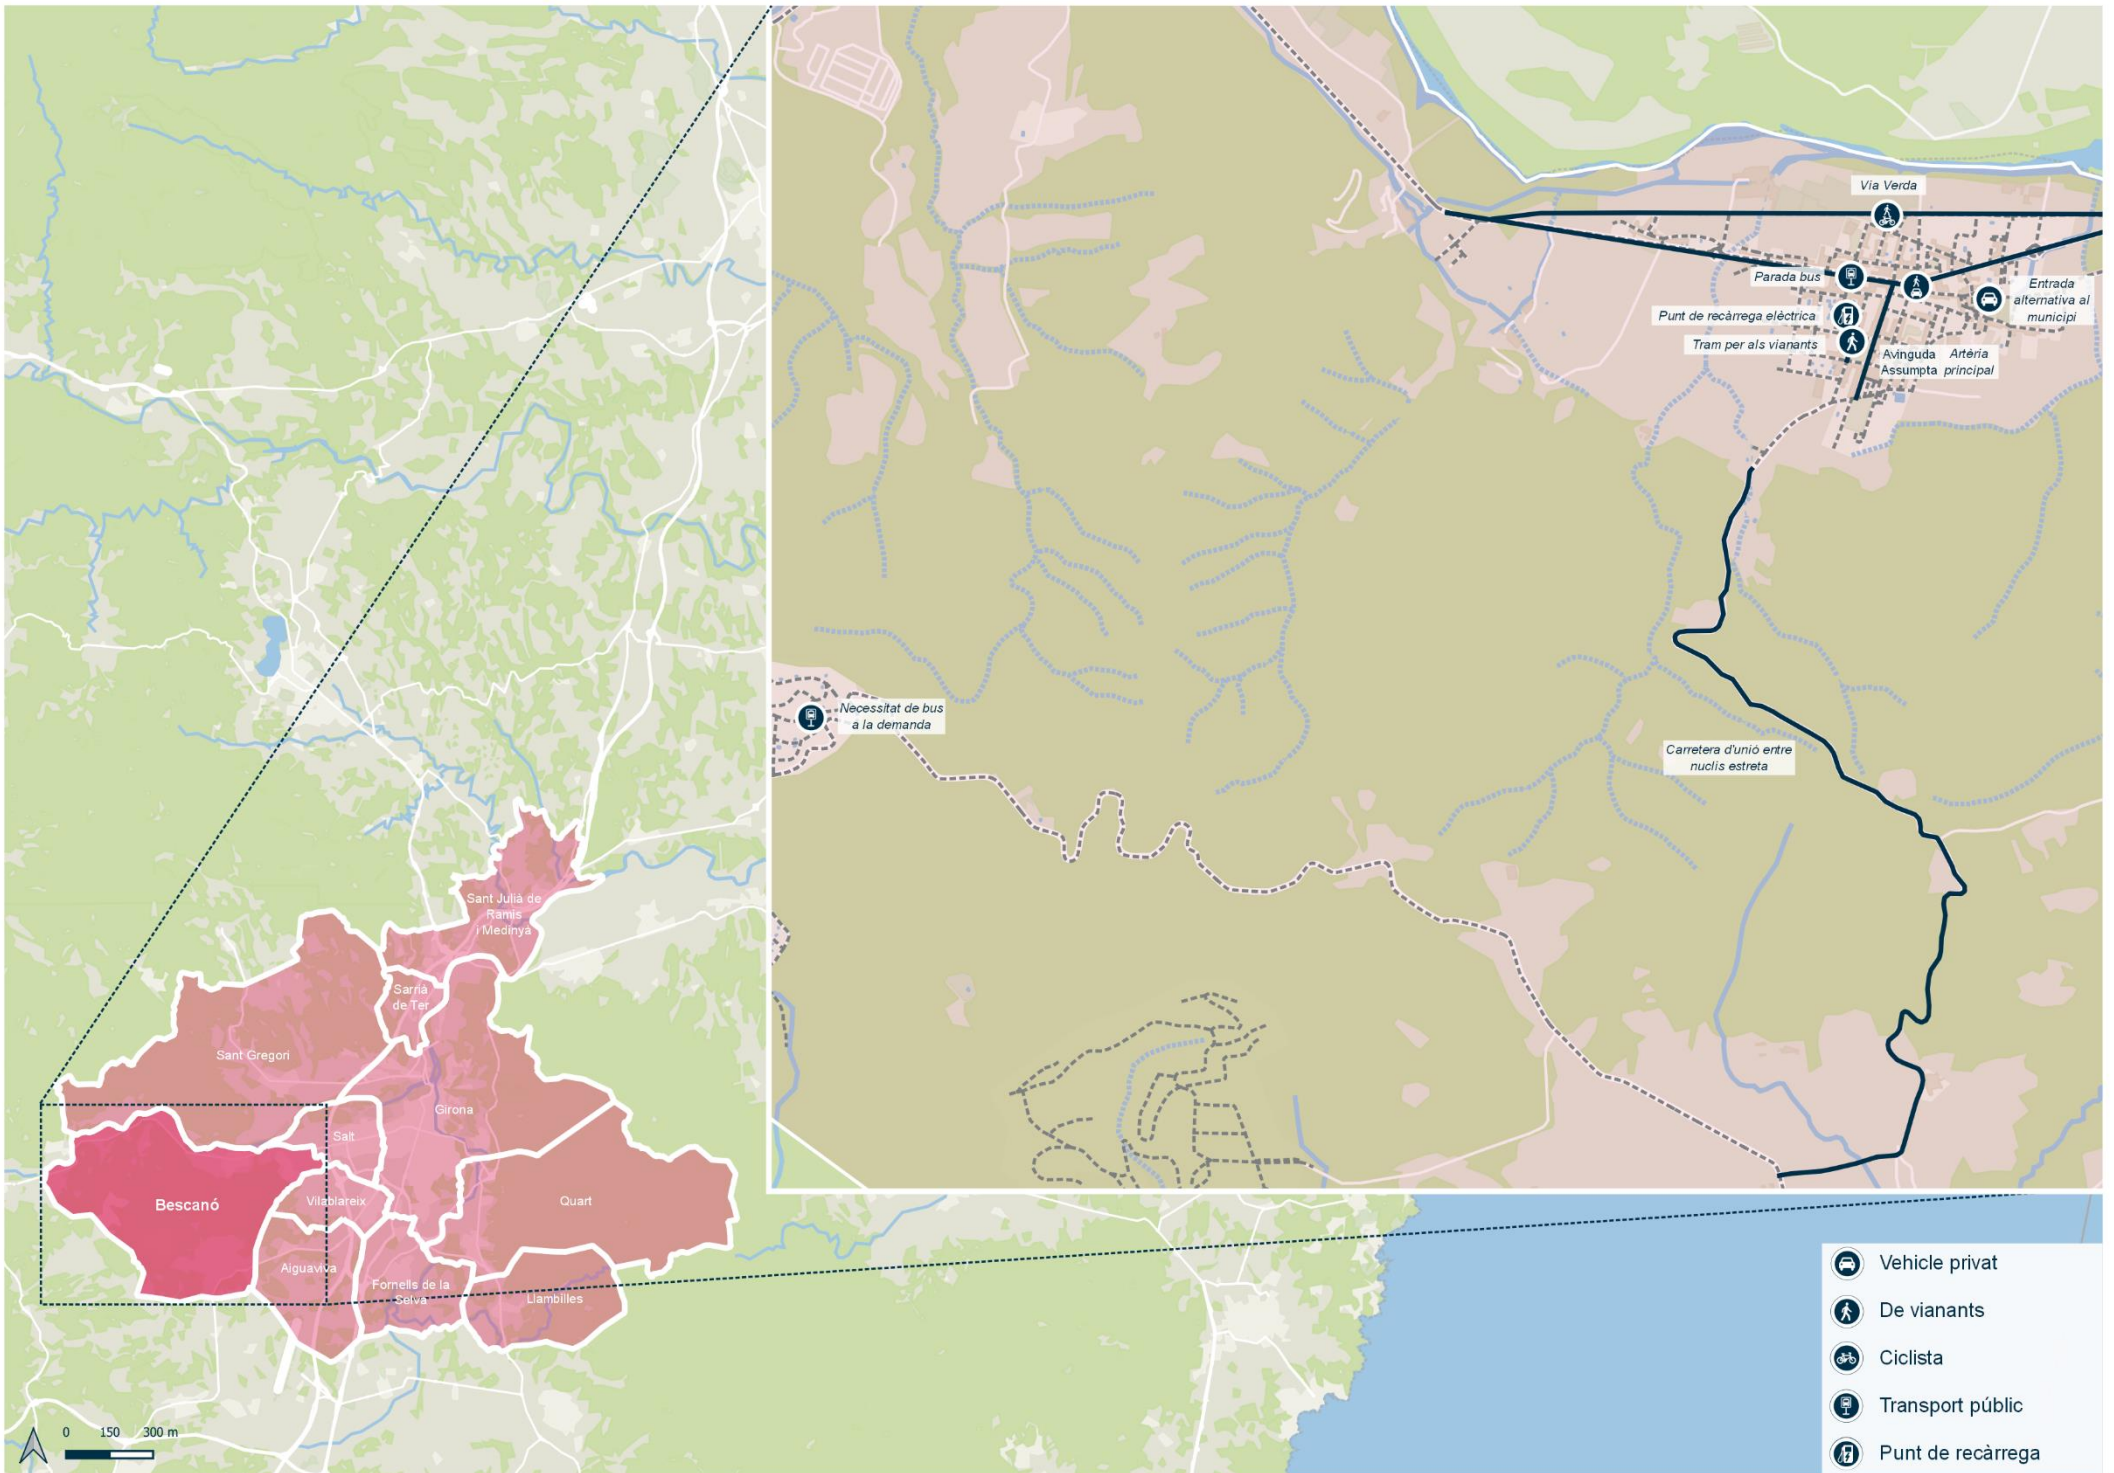 Via Verda
Parada bus
Entrada
alternativa al
municipi
Punt de recàrrega elèctrica
Tram per als vianants
Avinguda
Assumpta
Artèria
principal
Necessitat de bus
a la demanda
Carretera d'unió entre
nuclis estreta
Sant Julià de
Ramis
i Medinyà
Sarrià
de Ter
Sant Gregori
Girona
Salt
Bescanó
Vilablareix
Quart
Aiguaviva
Fornells de la
Selva
Llambilles
0 150 300 m
Vehicle privat
De vianants
Ciclista
Transport públic
Punt de recàrrega